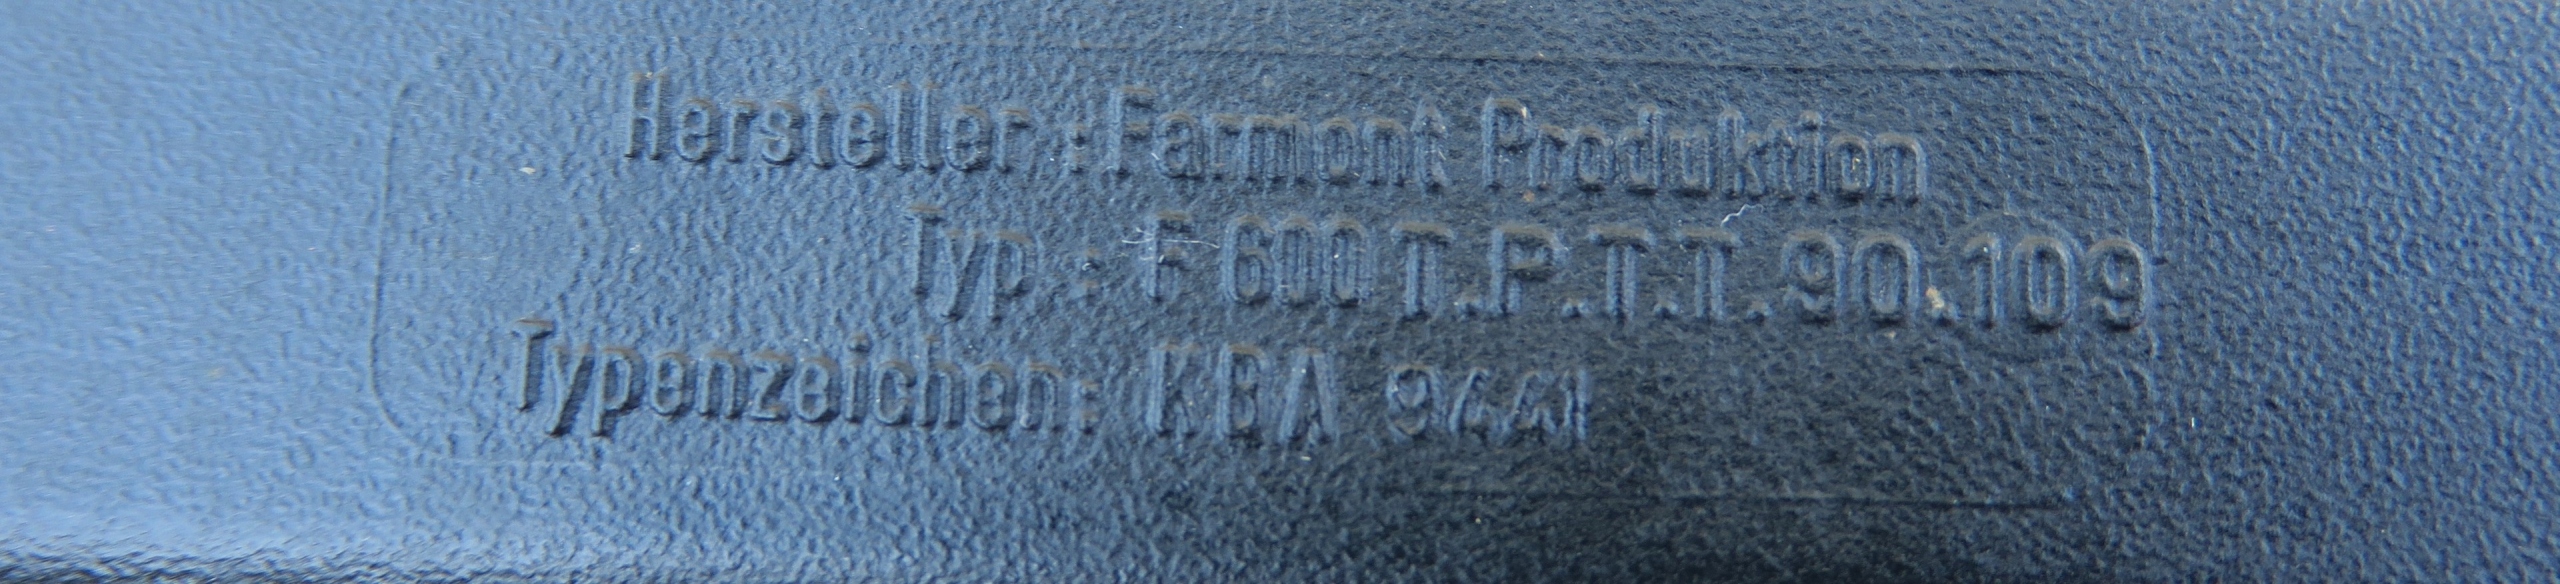 Hersteller : Farmont Produktion
Typ : F 600 T.P.T.T.90.109
Typenzeichen: KBA 9441